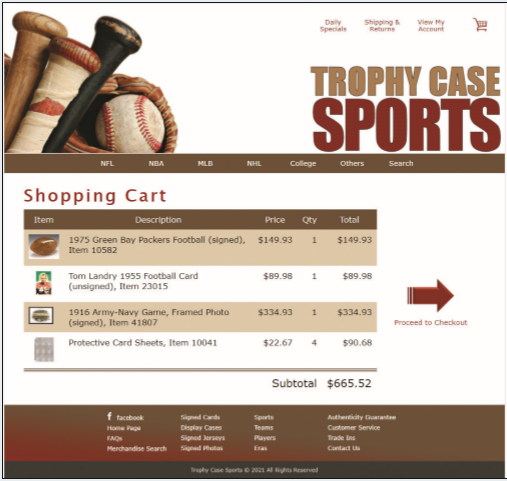 Daily Specials
Shipping & Returns
View My Account
TROPHY CASE
SPORTS
NFL NBA MLB NHL College Others Search
Shopping Cart
Item Description Price Qty Total
1975 Green Bay Packers Football (signed), $149.93 1 $149.93
Item 10582
Tom Landry 1955 Football Card $89.98 1 $89.98
(unsigned), Item 23015
1916 Army-Navy Game, Framed Photo $334.93 1 $334.93
(signed), Item 41807
Protective Card Sheets, Item 10041 $22.67 4 $90.68
Proceed to Checkout
Subtotal $665.52
f facebook Signed Cards Sports Authenticity Guarantee
Home Page Display Cases Teams Customer Service
FAQs Signed Jerseys Players Trade Ins
Merchandise Search Signed Photos Eras Contact Us
Trophy Case Sports © 2021 All Rights Reserved